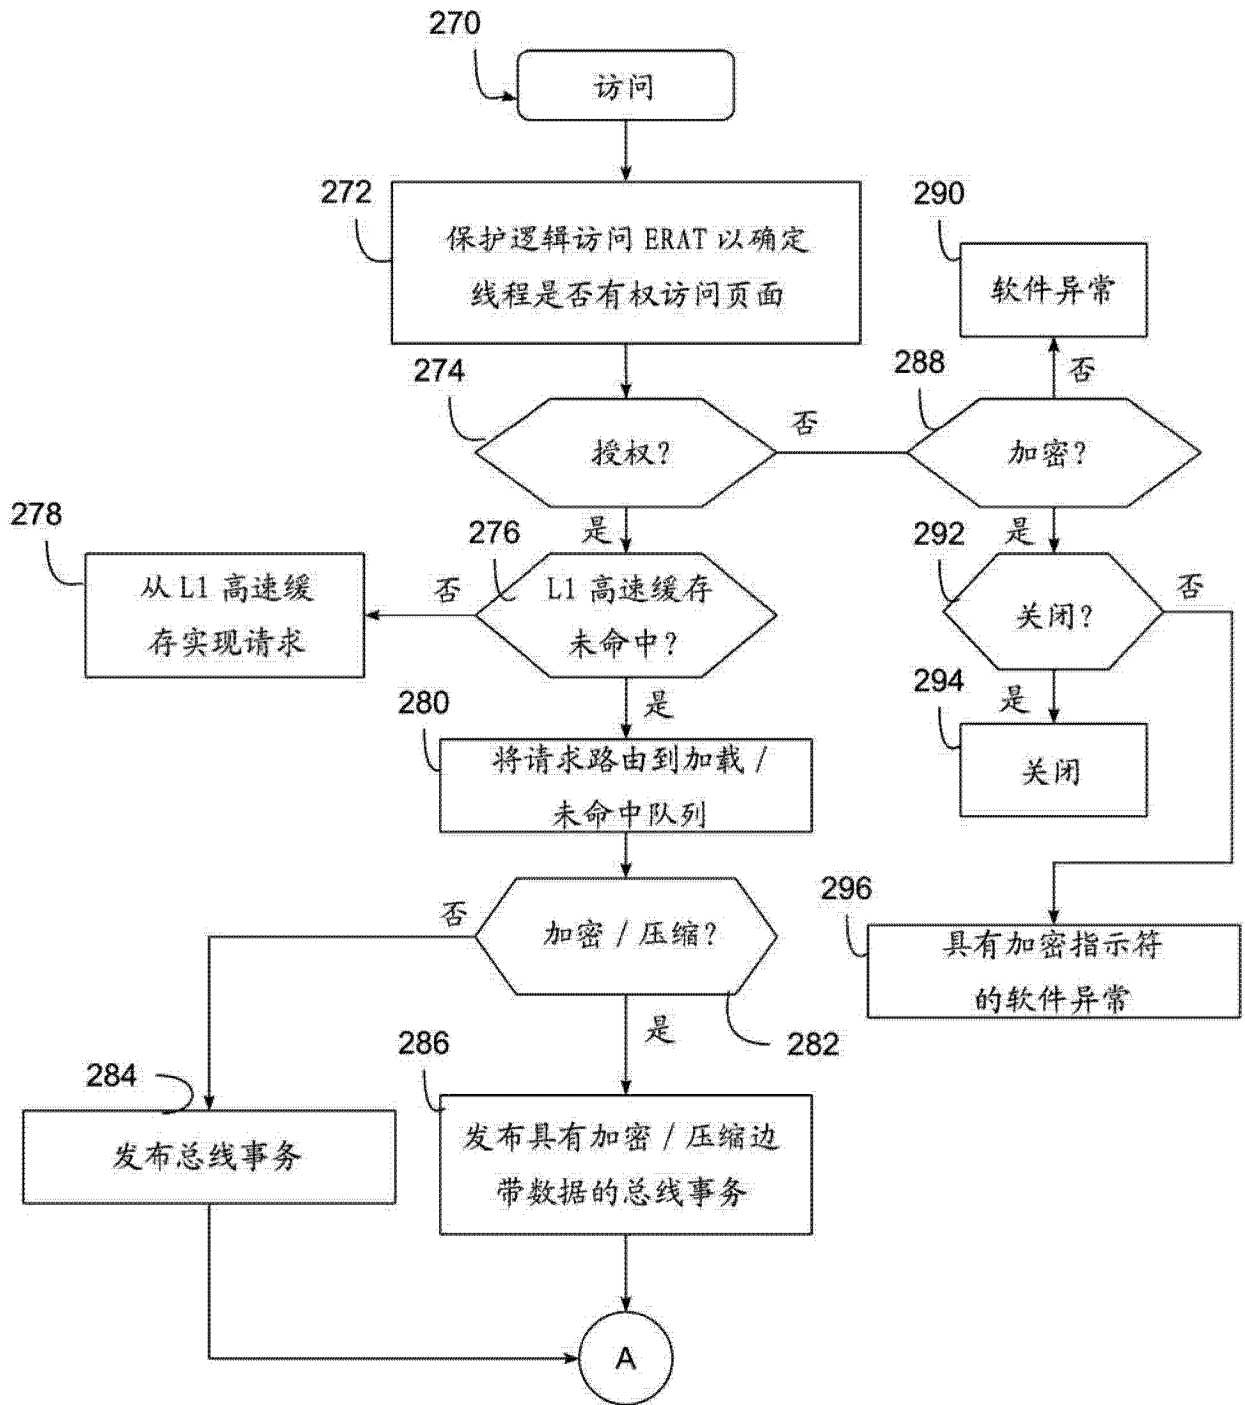 270
访问
272
保护逻辑访问 ERAT 以确定
线程是否有权访问页面
290
软件异常
274
授权？
否
288
加密？
否
是
是
278
从 L1 高速缓
存实现请求
否
276
L1 高速缓存
未命中？
292
关闭？
否
280
是
294
是
关闭
将请求路由到加载 /
未命中队列
否
加密 / 压缩？
282
296
具有加密指示符
的软件异常
是
284
发布总线事务
286
发布具有加密 / 压缩边
带数据的总线事务
A